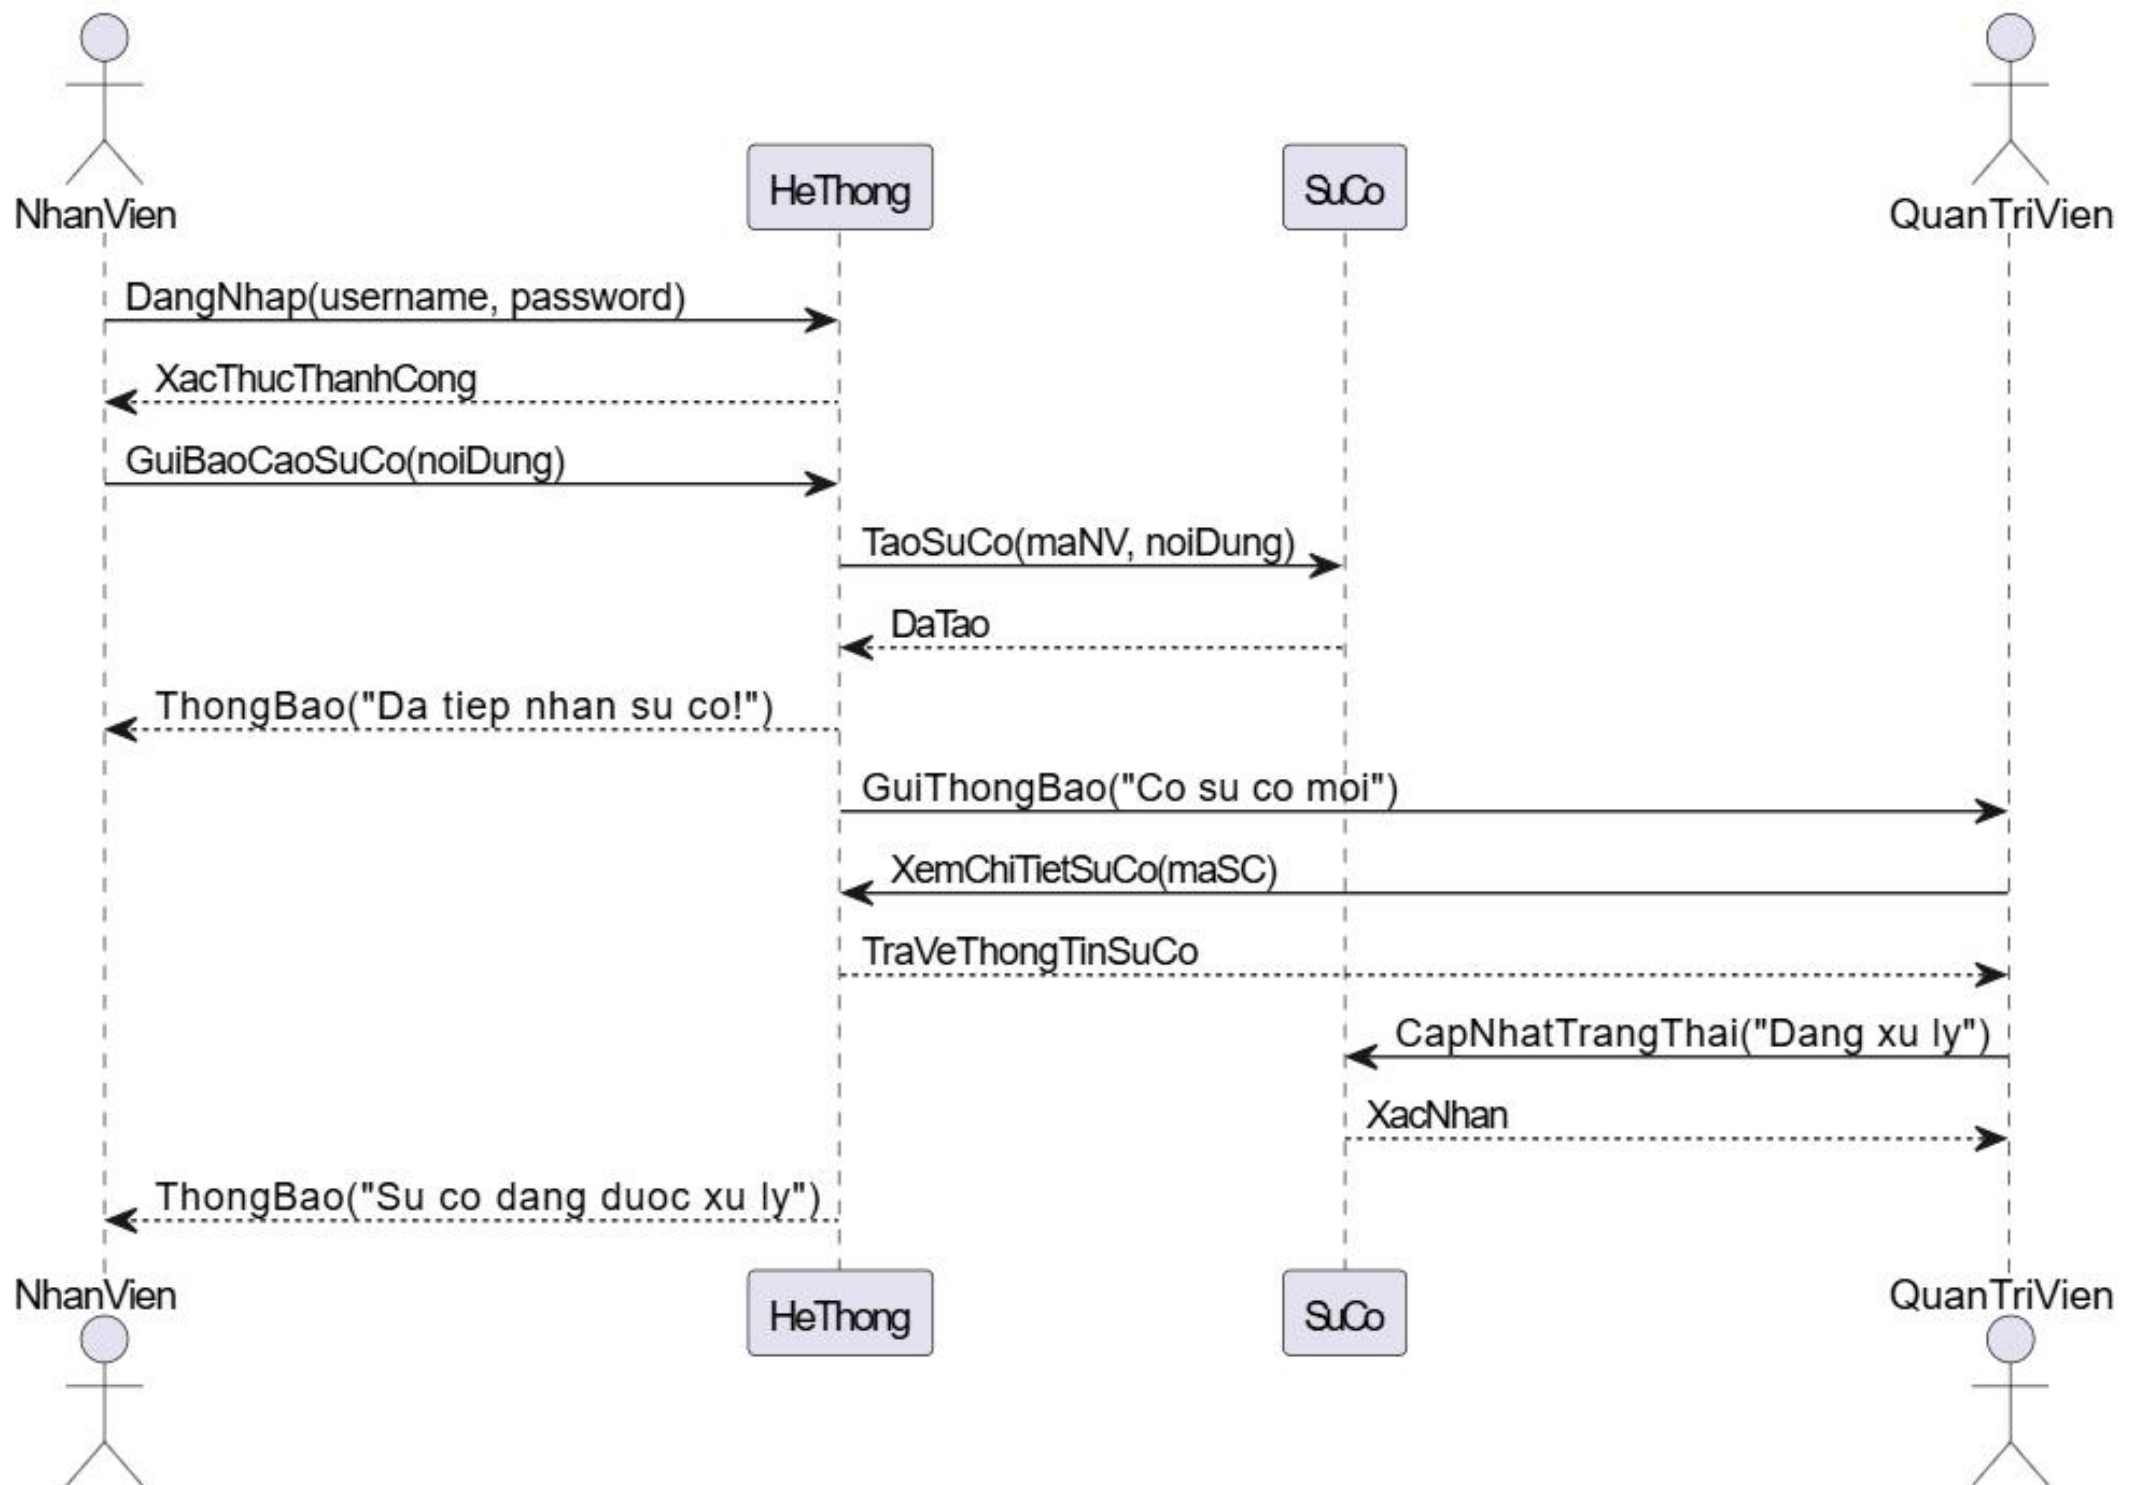 NhanVien
HeThong
SuCo
QuanTriVien
DangNhap(username, password)
XacThucThanhCong
GuiBaoCaoSuCo(noiDung)
TaoSuCo(maNV, noiDung)
DaTao
ThongBao("Da tiep nhan su co!")
GuiThongBao("Co su co moi")
XemChiTietSuCo(maSC)
TraVeThongTinSuCo
CapNhatTrangThai("Dang xu ly")
XacNhan
ThongBao("Su co dang duoc xu ly")
NhanVien
HeThong
SuCo
QuanTriVien